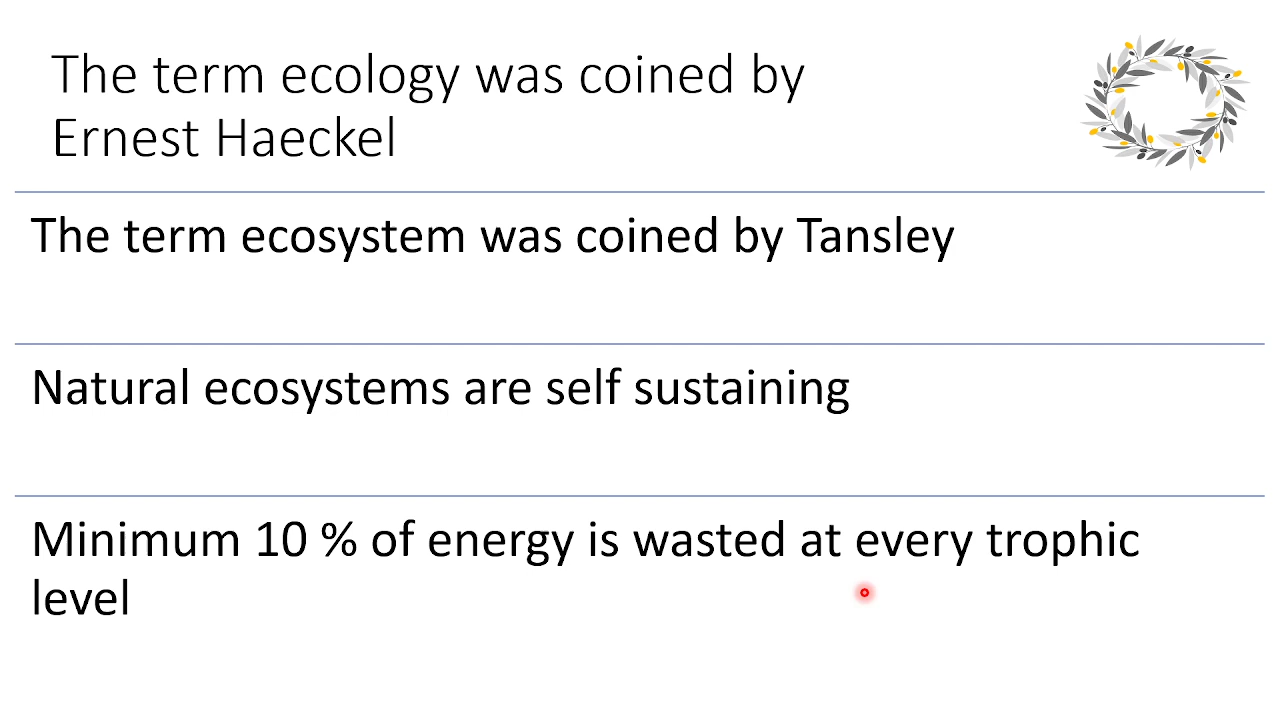 The term ecology was coined by
Ernest Haeckel
The term ecosystem was coined by Tansley
Natural ecosystems are self sustaining
Minimum 10 % of energy is wasted at every trophic
level